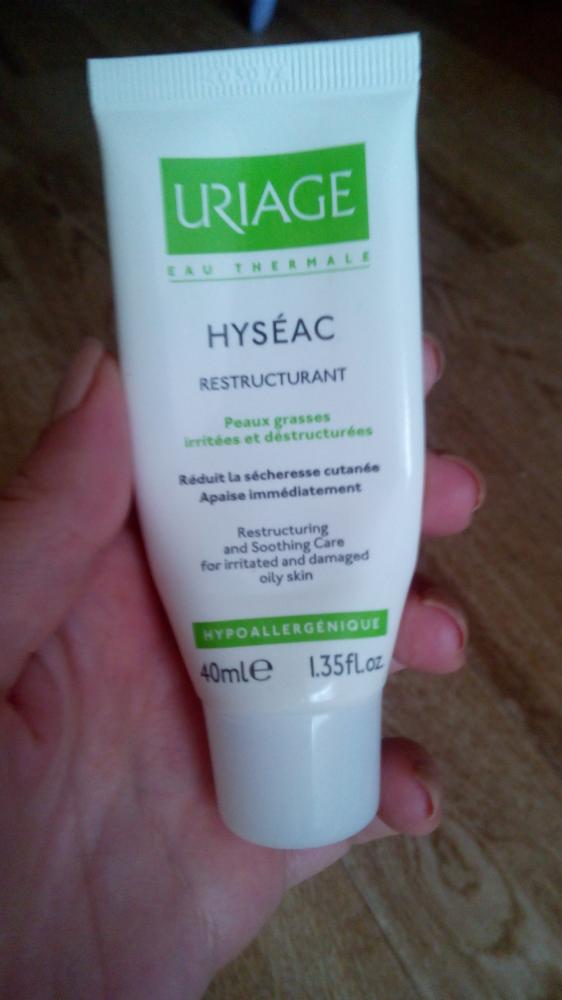 URIAGE
EAU THERMALE
HYSÉAC
RESTRUCTURANT
Peaux grasses
irritées et déstructurées
Réduit la sécheresse cutanée
Apaise immédiatement
Restructuring
and Soothing Care
for irritated and damaged
oily skin
HYPOALLERGÉNIQUE
40ml℮ 1.35fl.oz